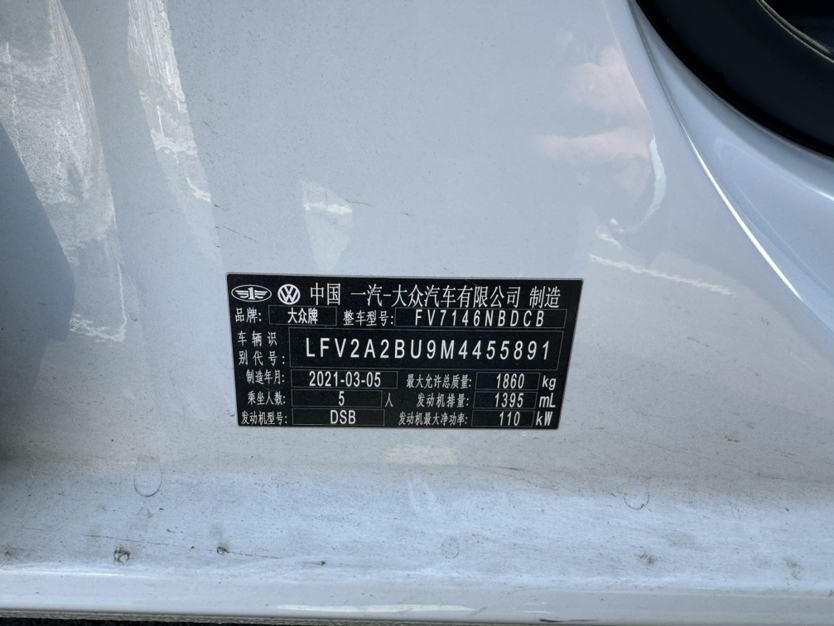 中国 一汽-大众汽车有限公司 制造
品牌: 大众牌 整车型号: FV7146NBDCB
车辆识别代号: LFV2A2BU9M4455891
制造年月: 2021-03-05 最大允许总质量: 1860 kg
乘坐人数: 5 人 发动机排量: 1395 mL
发动机型号: DSB 发动机最大净功率: 110 kW